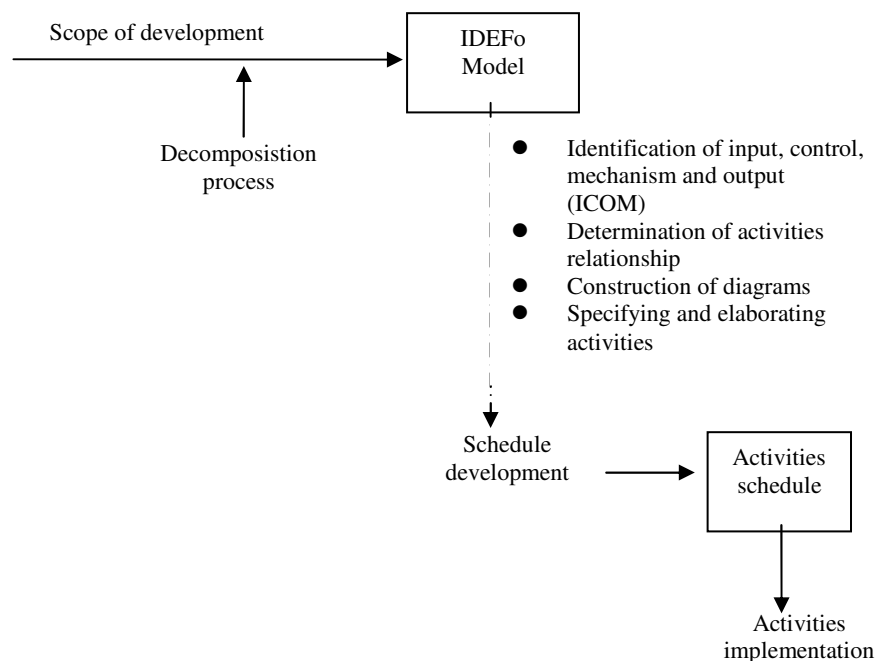 Scope of development
IDEFo
Model
Decomposistion
process
● Identification of input, control,
mechanism and output
(ICOM)
● Determination of activities
relationship
● Construction of diagrams
● Specifying and elaborating
activities
Schedule
development
Activities
schedule
Activities
implementation